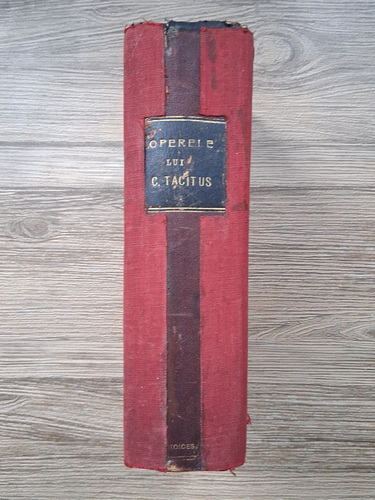 OPERELE
LUI
C. TACITUS